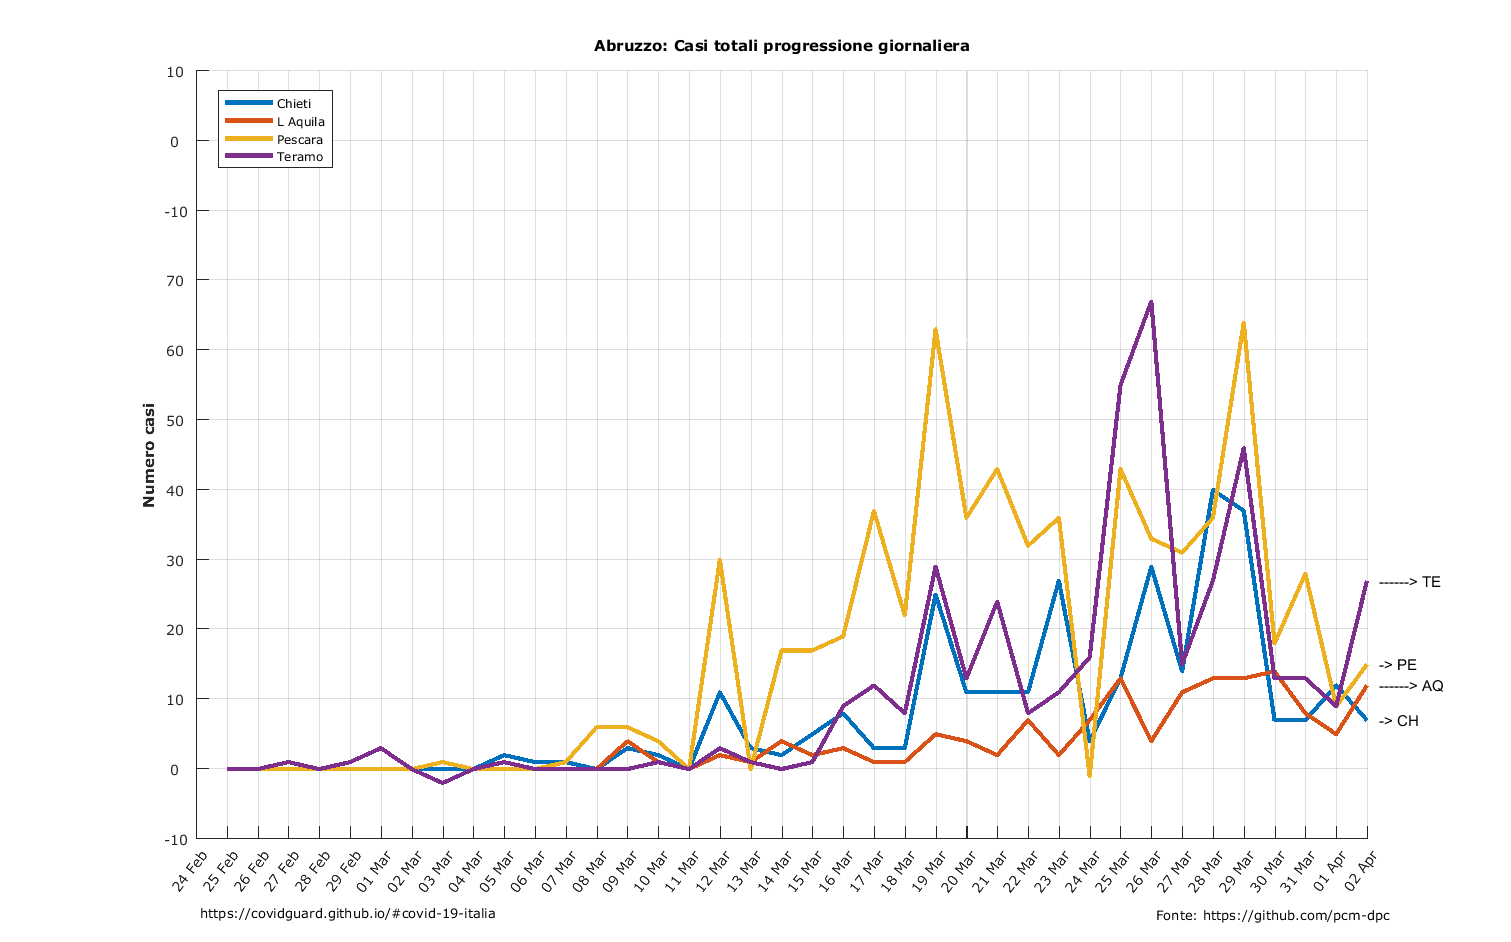 Abruzzo: Casi totali progressione giornaliera
10
0
-10
70
60
50
40
30
20
10
0
-10
Numero casi
Chieti
L Aquila
Pescara
Teramo
------> TE
-> PE
------> AQ
-> CH
24 Feb
25 Feb
26 Feb
27 Feb
28 Feb
29 Feb
01 Mar
02 Mar
03 Mar
04 Mar
05 Mar
06 Mar
07 Mar
08 Mar
09 Mar
10 Mar
11 Mar
12 Mar
13 Mar
14 Mar
15 Mar
16 Mar
17 Mar
18 Mar
19 Mar
20 Mar
21 Mar
22 Mar
23 Mar
24 Mar
25 Mar
26 Mar
27 Mar
28 Mar
29 Mar
30 Mar
31 Mar
01 Apr
02 Apr
https://covidguard.github.io/#covid-19-italia
Fonte: https://github.com/pcm-dpc